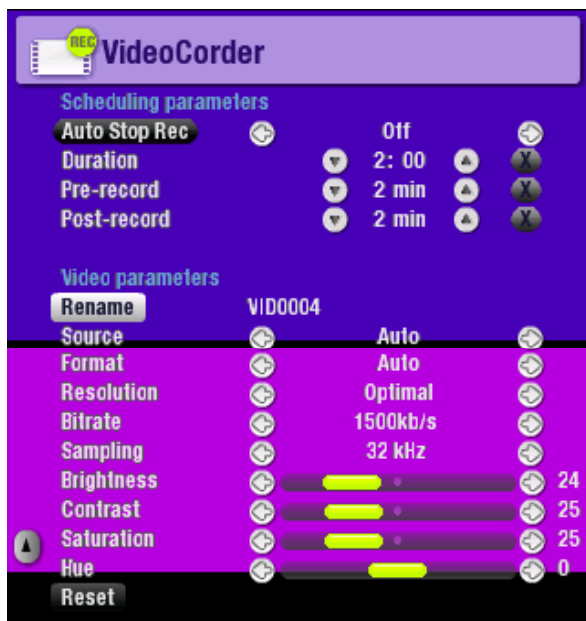 REC
VideoCorder
Scheduling parameters
Auto Stop Rec Off
Duration 2: 00 X
Pre-record 2 min X
Post-record 2 min X
Video parameters
Rename VID0004
Source Auto
Format Auto
Resolution Optimal
Bitrate 1500kb/s
Sampling 32 kHz
Brightness 24
Contrast 25
Saturation 25
Hue 0
Reset